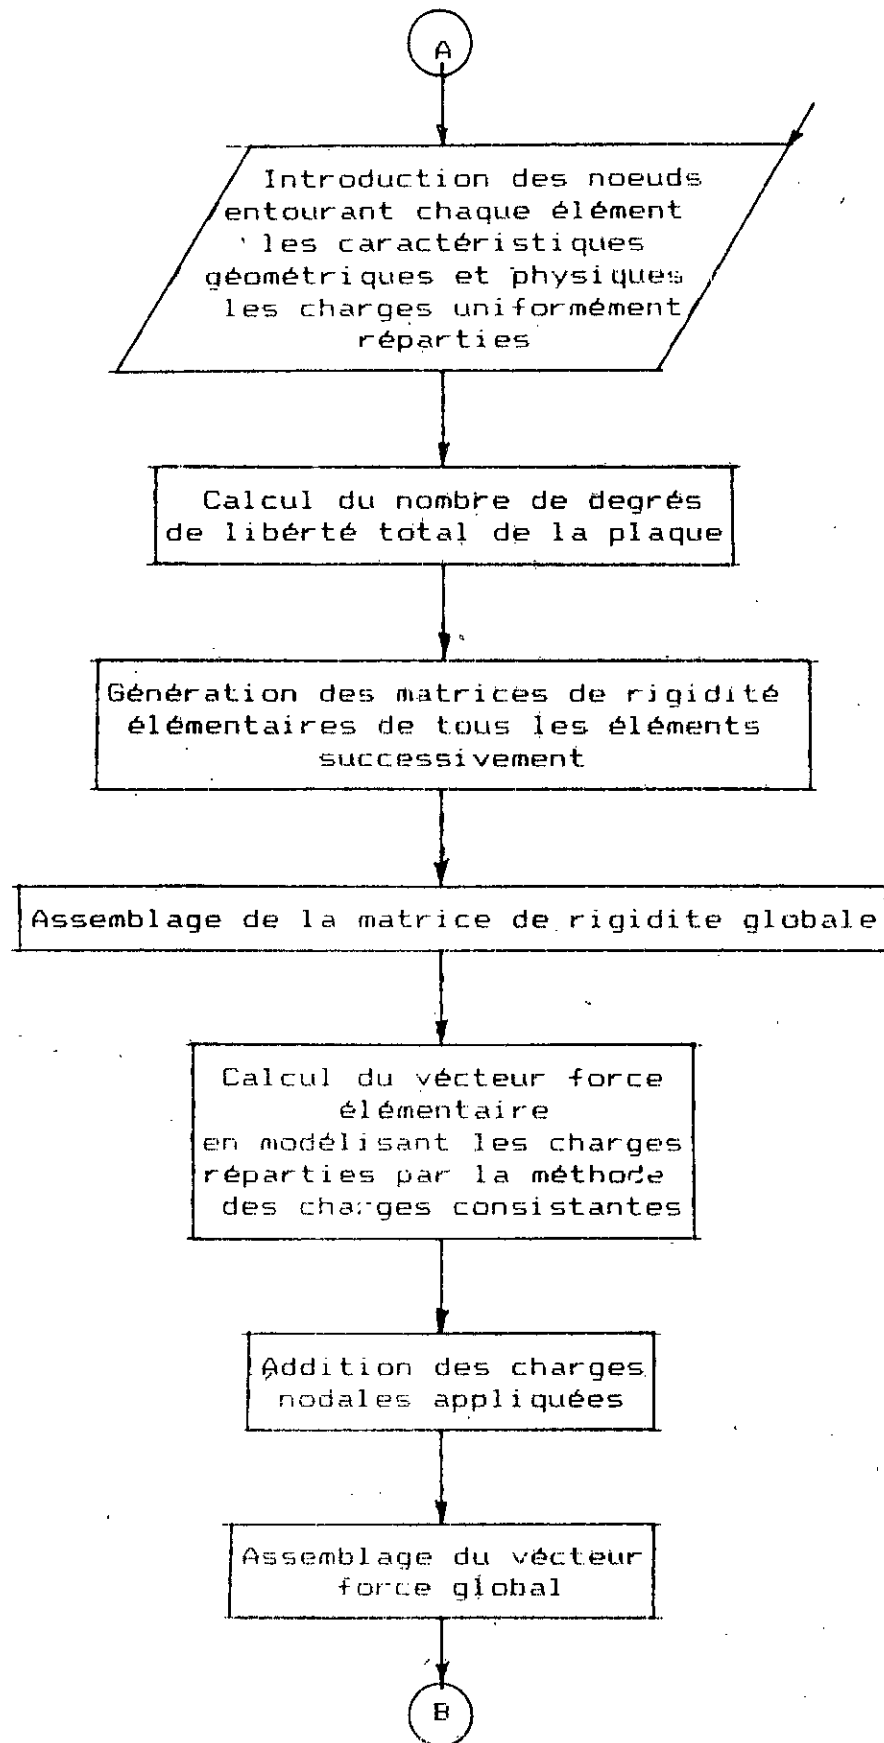 A
Introduction des noeuds
entourant chaque élément
les caractéristiques
géométriques et physiques
les charges uniformément
réparties
Calcul du nombre de degrés
de libérté total de la plaque
Génération des matrices de rigidité
élémentaires de tous les éléments
successivement
Assemblage de la matrice de rigidite globale
Calcul du vécteur force
élémentaire
en modélisant les charges
réparties par la méthode
des charges consistantes
Addition des charges
nodales appliquées
Assemblage du vécteur
force global
B